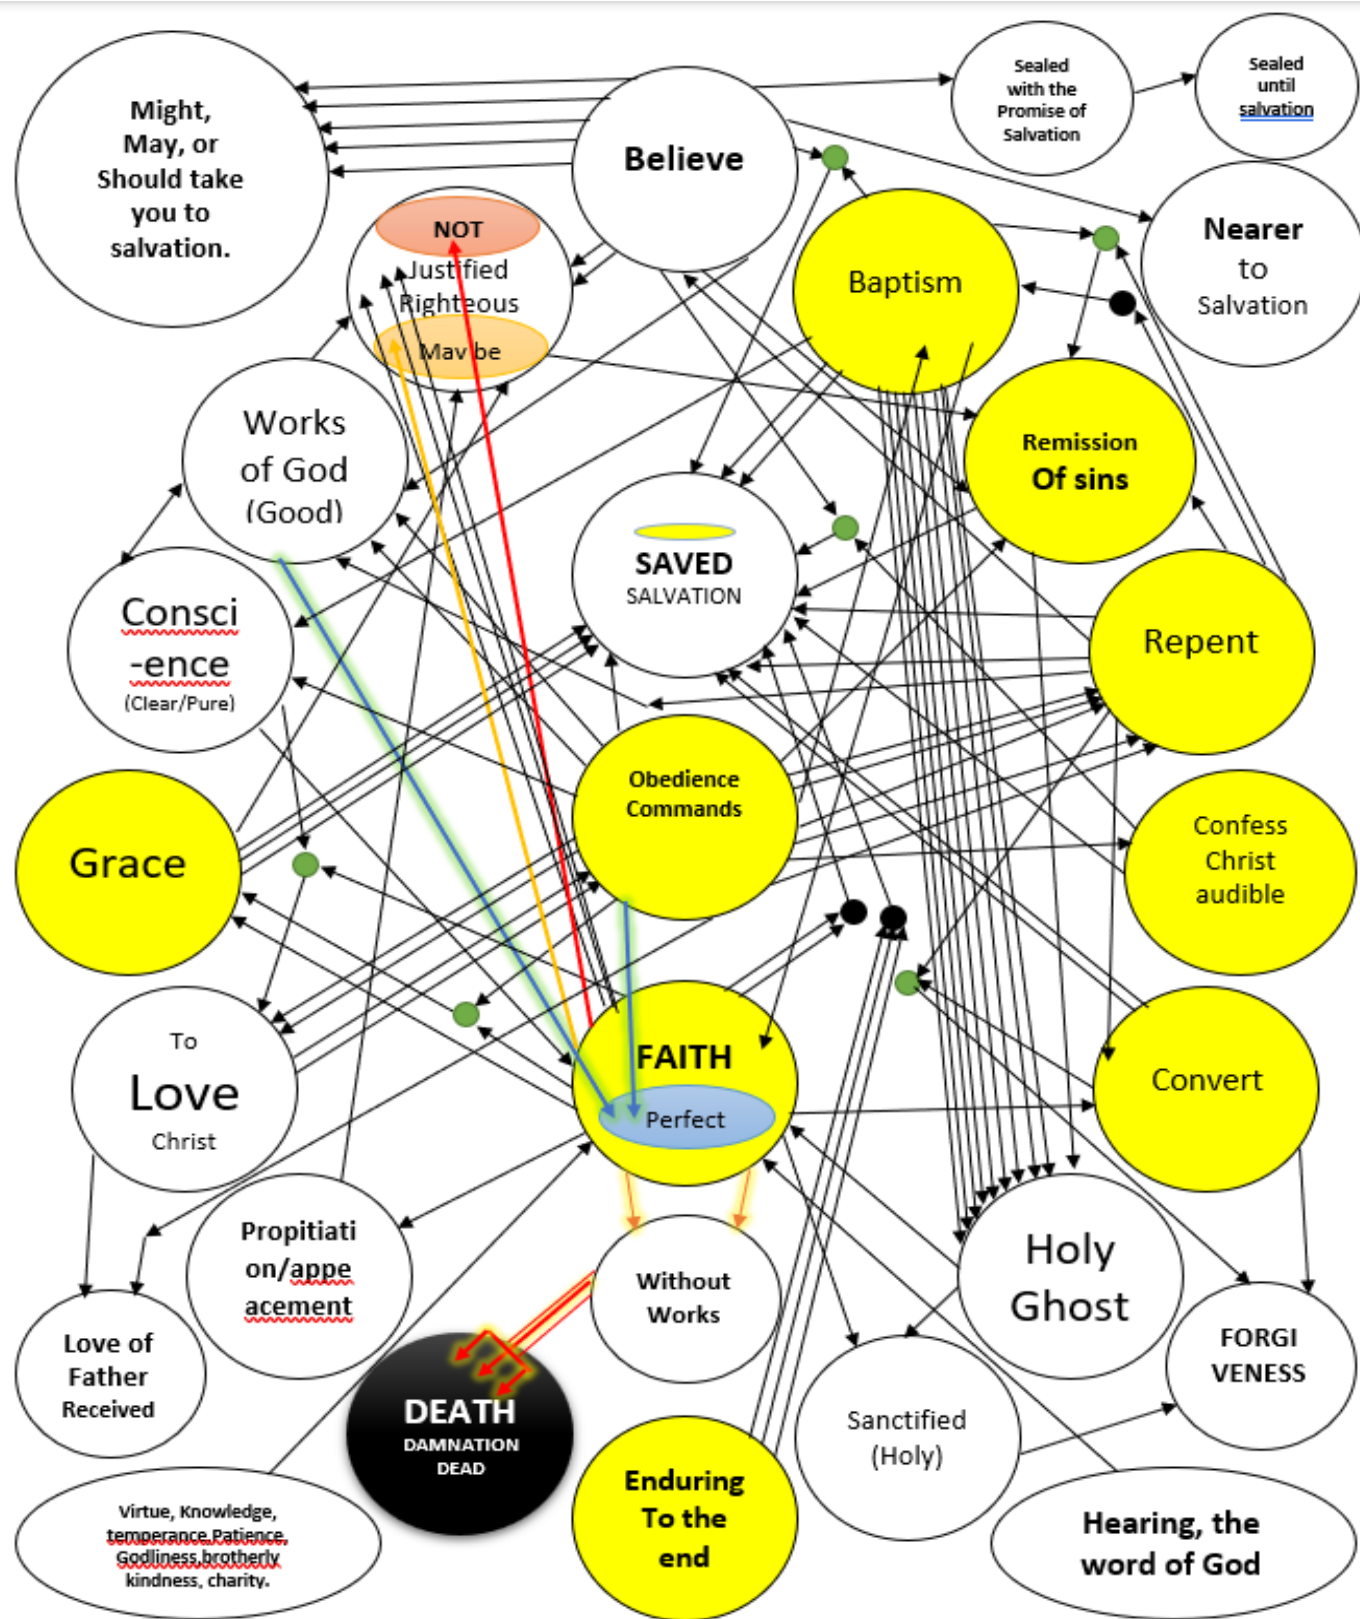 Might,
May, or
Should take
you to
salvation.
Believe
Sealed
with the
Promise of
Salvation
Sealed
until
salvation
NOT
Justified
Righteous
May be
Baptism
Nearer
to
Salvation
Works
of God
(Good)
Remission
Of sins
SAVED
SALVATION
Consci
-ence
(Clear/Pure)
Repent
Obedience
Commands
Grace
Confess
Christ
audible
To
Love
Christ
FAITH
Perfect
Convert
Propitiati
on/appe
acement
Without
Works
Holy
Ghost
Love of
Father
Received
FORGI
VENESS
DEATH
DAMNATION
DEAD
Sanctified
(Holy)
Enduring
To the
end
Virtue, Knowledge,
temperance,Patience,
Godliness,brotherly
kindness, charity.
Hearing, the
word of God